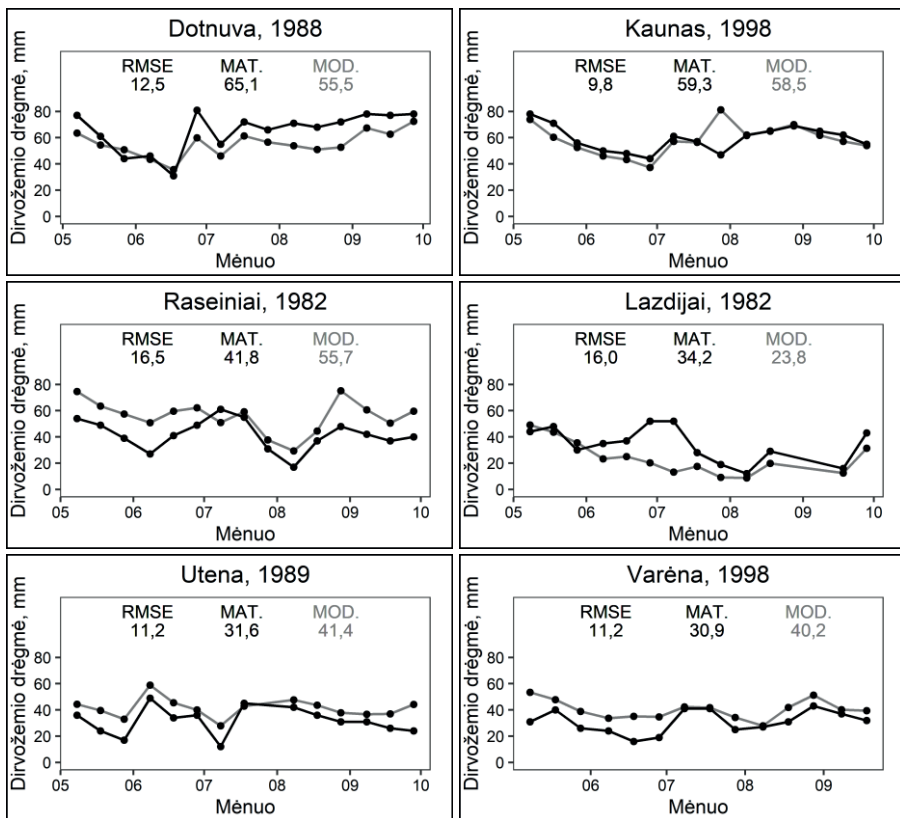 Dotnuva, 1988
RMSE MAT. MOD.
12,5 65,1 55,5
Dirvožemio drėgmė, mm
80
60
40
20
0
05 06 07 08 09 10
Mėnuo
Kaunas, 1998
RMSE MAT. MOD.
9,8 59,3 58,5
Dirvožemio drėgmė, mm
80
60
40
20
0
05 06 07 08 09 10
Mėnuo
Raseiniai, 1982
RMSE MAT. MOD.
16,5 41,8 55,7
Dirvožemio drėgmė, mm
80
60
40
20
0
05 06 07 08 09 10
Mėnuo
Lazdijai, 1982
RMSE MAT. MOD.
16,0 34,2 23,8
Dirvožemio drėgmė, mm
80
60
40
20
0
05 06 07 08 09 10
Mėnuo
Utena, 1989
RMSE MAT. MOD.
11,2 31,6 41,4
Dirvožemio drėgmė, mm
80
60
40
20
0
05 06 07 08 09 10
Mėnuo
Varėna, 1998
RMSE MAT. MOD.
11,2 30,9 40,2
Dirvožemio drėgmė, mm
80
60
40
20
0
06 07 08 09
Mėnuo